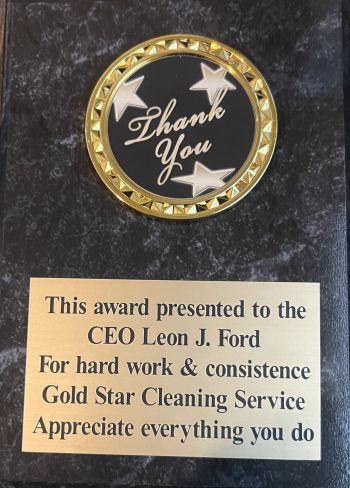 Thank
You
This award presented to the
CEO Leon J. Ford
For hard work & consistence
Gold Star Cleaning Service
Appreciate everything you do